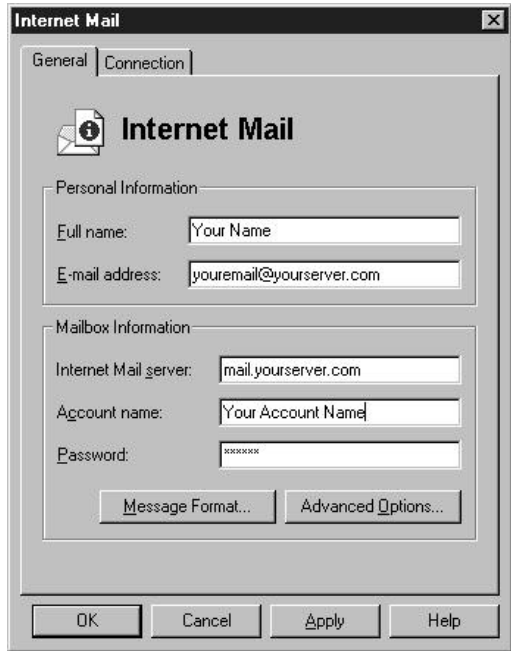 Internet Mail
General Connection
Internet Mail
Personal Information
Full name: Your Name
E-mail address: youremail@yourserver.com
Mailbox Information
Internet Mail server: mail.yourserver.com
Account name: Your Account Name
Password: ××××××
Message Format... Advanced Options...
OK Cancel Apply Help